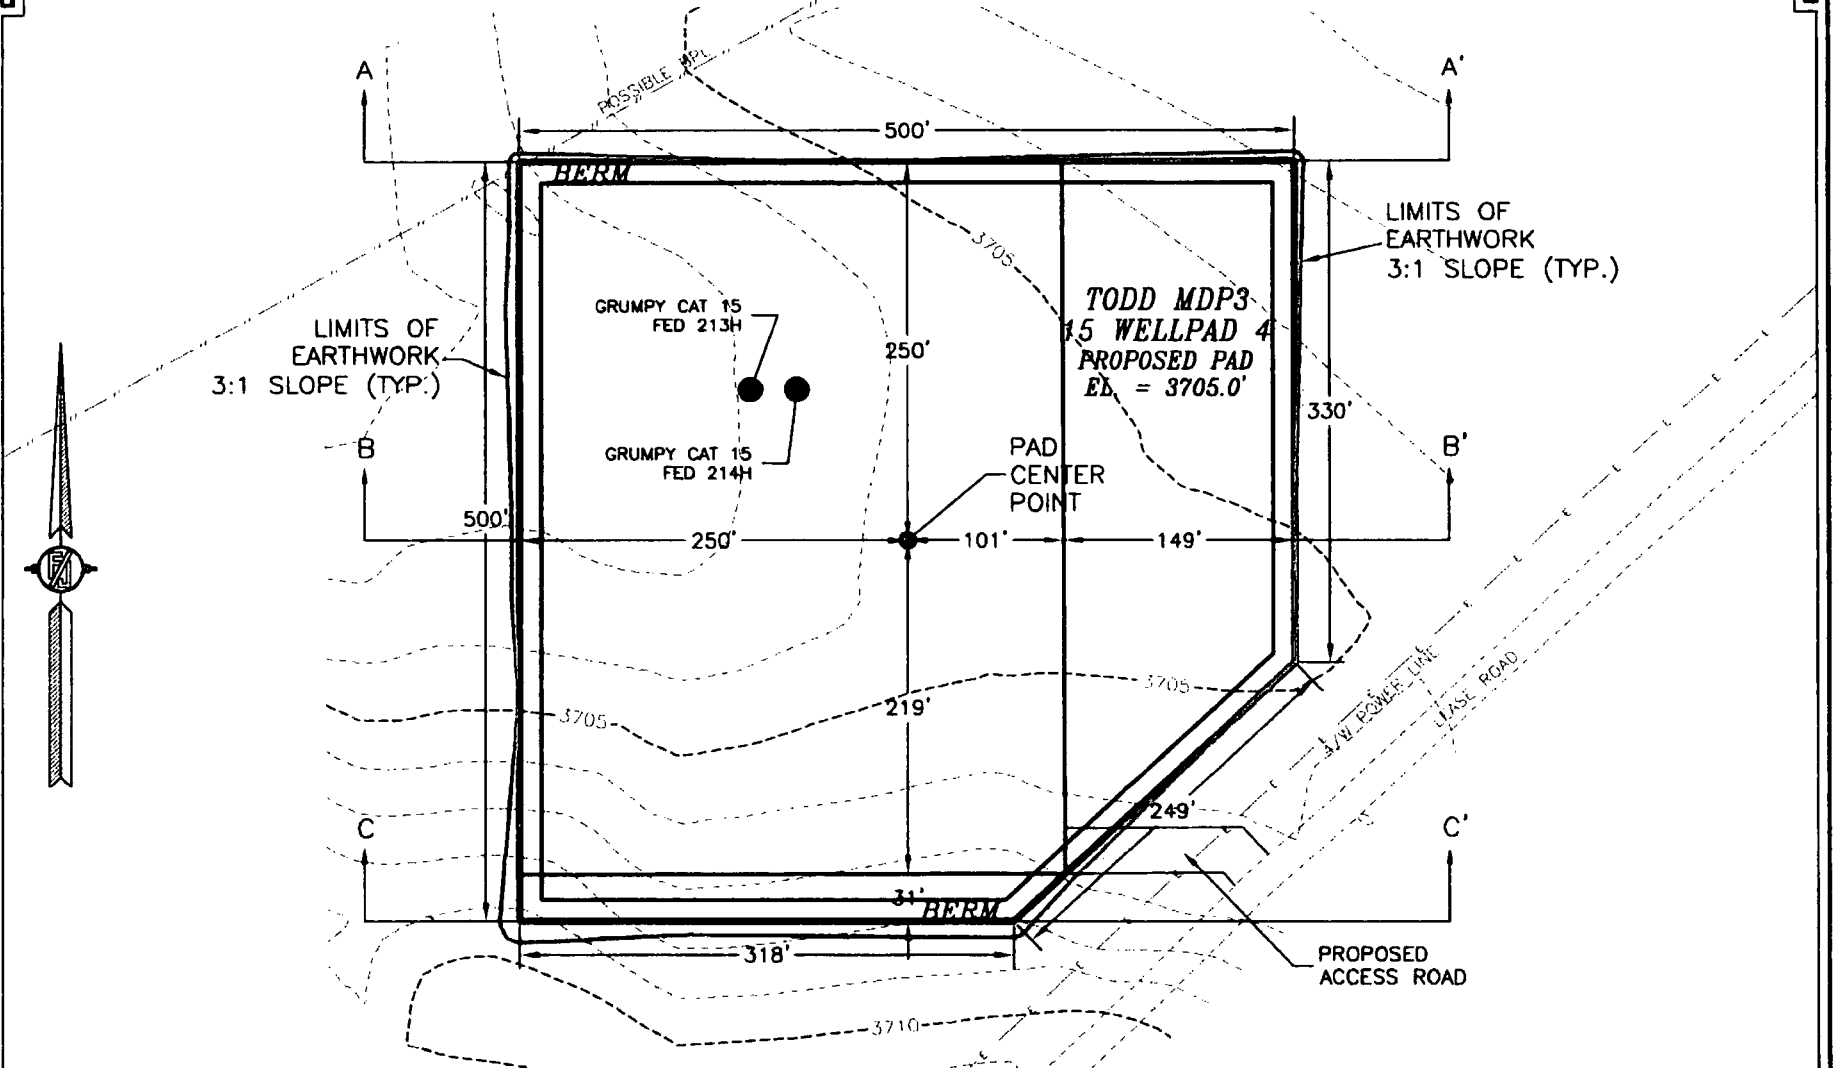 A
A'
POSSIBLE BPL
500'
BERM
LIMITS OF
EARTHWORK
3:1 SLOPE (TYP.)
3705
TODD MDP3
15 WELLPAD 4
PROPOSED PAD
EL. = 3705.0'
GRUMPY CAT 15
FED 213H
LIMITS OF
EARTHWORK
3:1 SLOPE (TYP.)
250'
330'
B
B'
GRUMPY CAT 15
FED 214H
PAD
CENTER
POINT
500'
250'
101'
149'
3705
3705
219'
A/W POWER LINE
LEASE ROAD
249'
C
C'
31'
BERM
318'
PROPOSED
ACCESS ROAD
3710